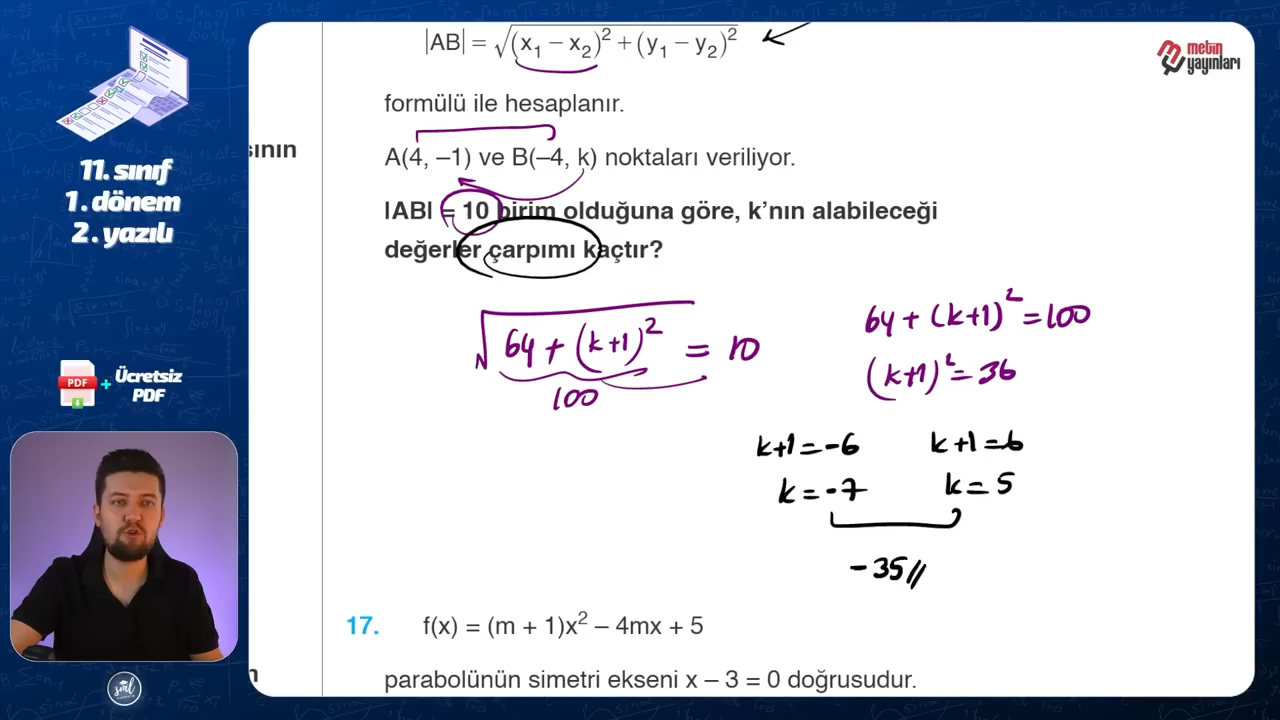 |AB| = √(x₁ – x₂)² + (y₁ – y₂)²
metin
yayınları
formülü ile hesaplanır.
sının
A(4, –1) ve B(–4, k) noktaları veriliyor.
11. sınıf
1. dönem
2. yazılı
|AB| = 10 birim olduğuna göre, k'nın alabileceği
değerler çarpımı kaçtır?
√64 + (k+1)² = 10
100
64 + (k+1)² = 100
(k+1)² = 36
PDF + Ücretsiz
PDF
k+1 = -6
k+1 = 6
k = -7
k = 5
-35//
17. f(x) = (m + 1)x² – 4mx + 5
parabolünün simetri ekseni x – 3 = 0 doğrusudur.
sml